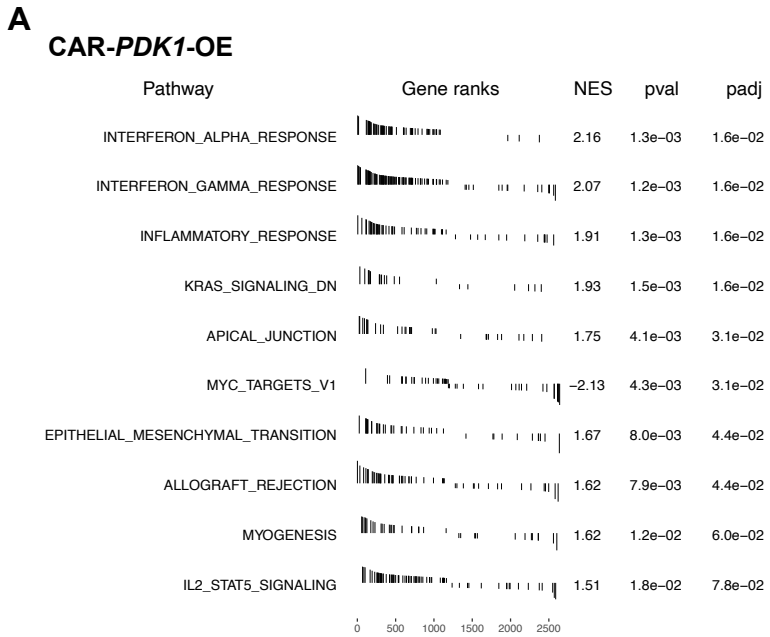 A
CAR-PDK1-OE
Pathway Gene ranks NES pval padj
INTERFERON_ALPHA_RESPONSE 2.16 1.3e−03 1.6e−02
INTERFERON_GAMMA_RESPONSE 2.07 1.2e−03 1.6e−02
INFLAMMATORY_RESPONSE 1.91 1.3e−03 1.6e−02
KRAS_SIGNALING_DN 1.93 1.5e−03 1.6e−02
APICAL_JUNCTION 1.75 4.1e−03 3.1e−02
MYC_TARGETS_V1 −2.13 4.3e−03 3.1e−02
EPITHELIAL_MESENCHYMAL_TRANSITION 1.67 8.0e−03 4.4e−02
ALLOGRAFT_REJECTION 1.62 7.9e−03 4.4e−02
MYOGENESIS 1.62 1.2e−02 6.0e−02
IL2_STAT5_SIGNALING 1.51 1.8e−02 7.8e−02
0 500 1000 1500 2000 2500